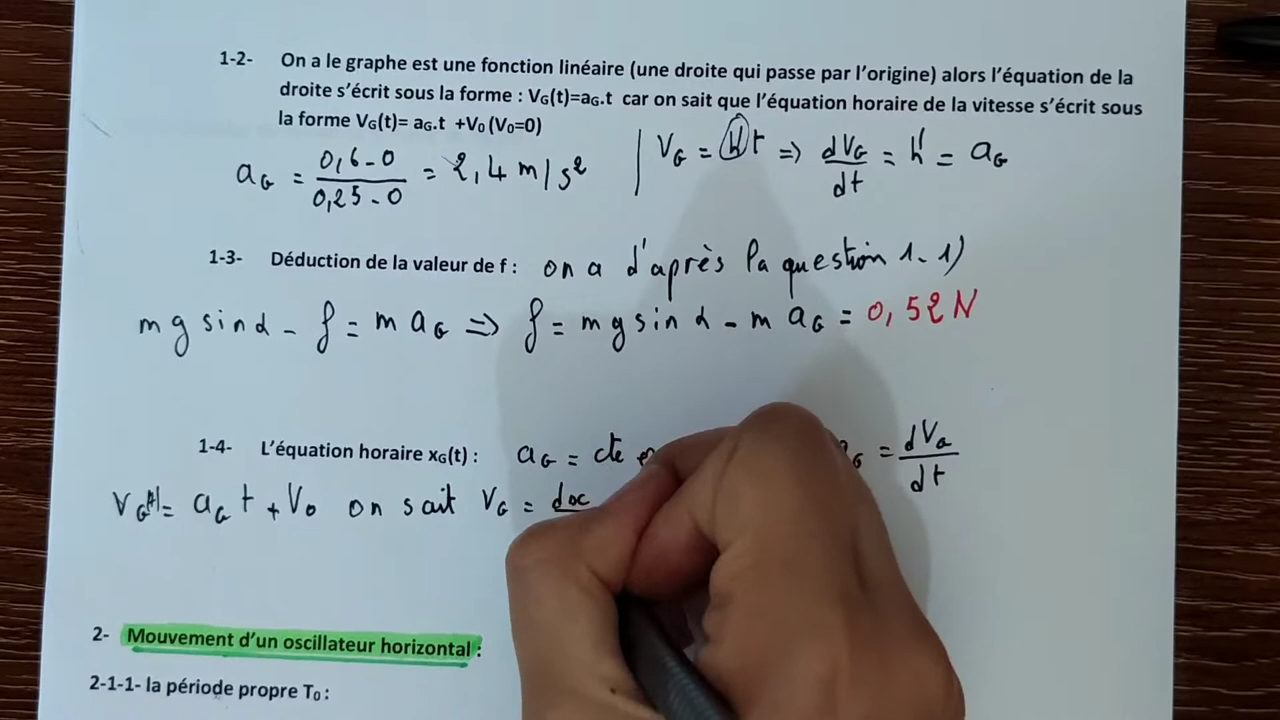 1-2- On a le graphe est une fonction linéaire (une droite qui passe par l'origine) alors l'équation de la
droite s'écrit sous la forme : VG(t)=aG.t car on sait que l'équation horaire de la vitesse s'écrit sous
la forme VG(t)= aG.t +V0 (V0=0)
aG = (0,6 - 0)/(0,25 - 0) = 2,4 m/s² | VG = kt => dVG/dt = k = aG
1-3- Déduction de la valeur de f : on a d'après la question 1.1)
mg sin α - f = m aG => f = mg sin α - m aG = 0,52 N
1-4- L'équation horaire xG(t) : aG = cte = dVG/dt
VG(t) = aG t + V0 on sait VG = dx
2- Mouvement d'un oscillateur horizontal :
2-1-1- la période propre T0 :